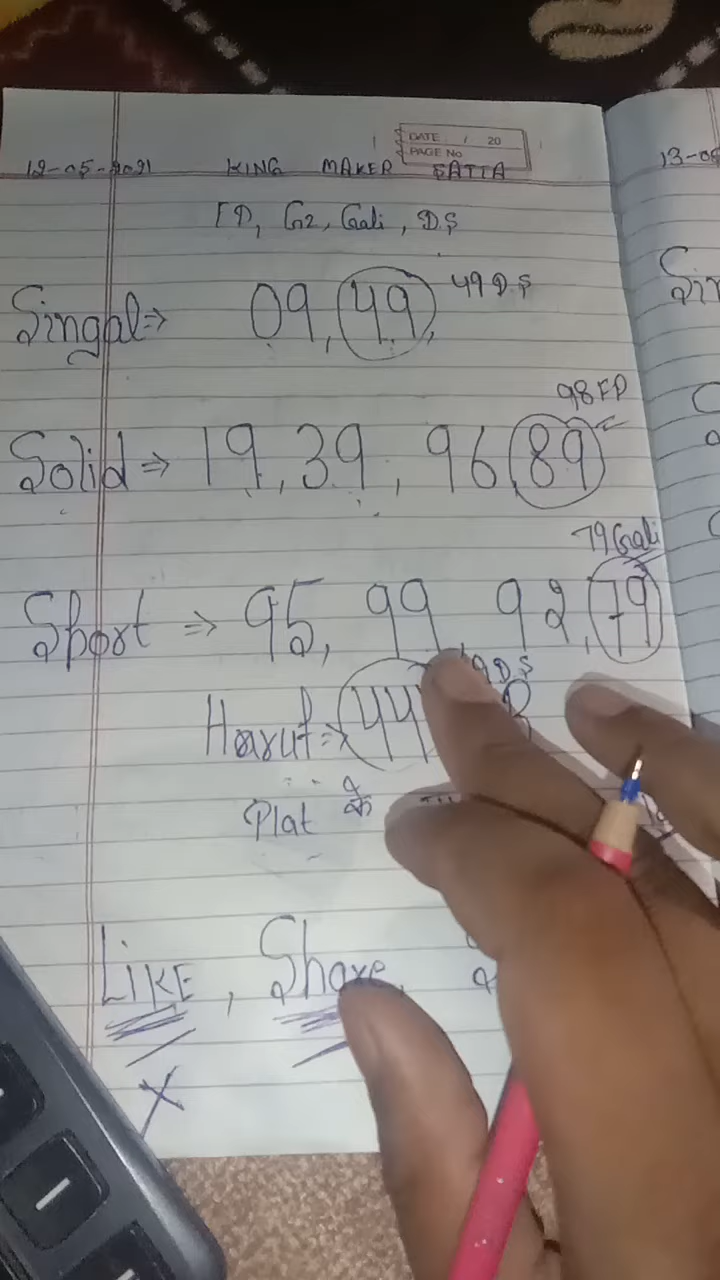 DATE / 20
PAGE No
12-05-2021 KING MAKER SATTA 13-0
FD, G2, Gali, D.S
Singal⇒ 09, 49, 49 D.S
98 FD
Solid ⇒ 19, 39, 96, 89
79 Gali
Short ⇒ 95, 99 92, 79
D.S
Haruf⇒ 44 B
Plat के
LIKE, Share,
X